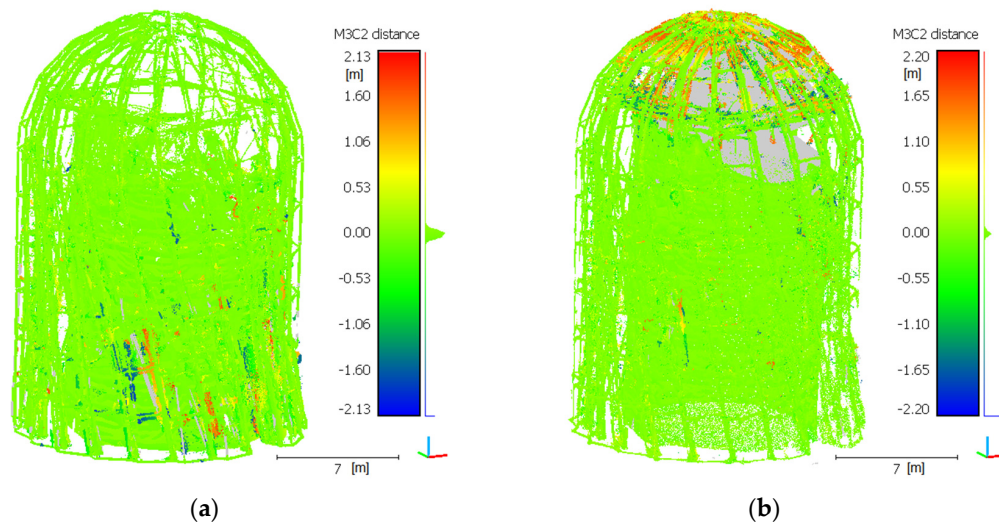 M3C2 distance
2.13
[m]
1.60
1.06
0.53
0.00
-0.53
-1.06
-1.60
-2.13
7 [m]
(a)
M3C2 distance
2.20
[m]
1.65
1.10
0.55
0.00
-0.55
-1.10
-1.65
-2.20
7 [m]
(b)